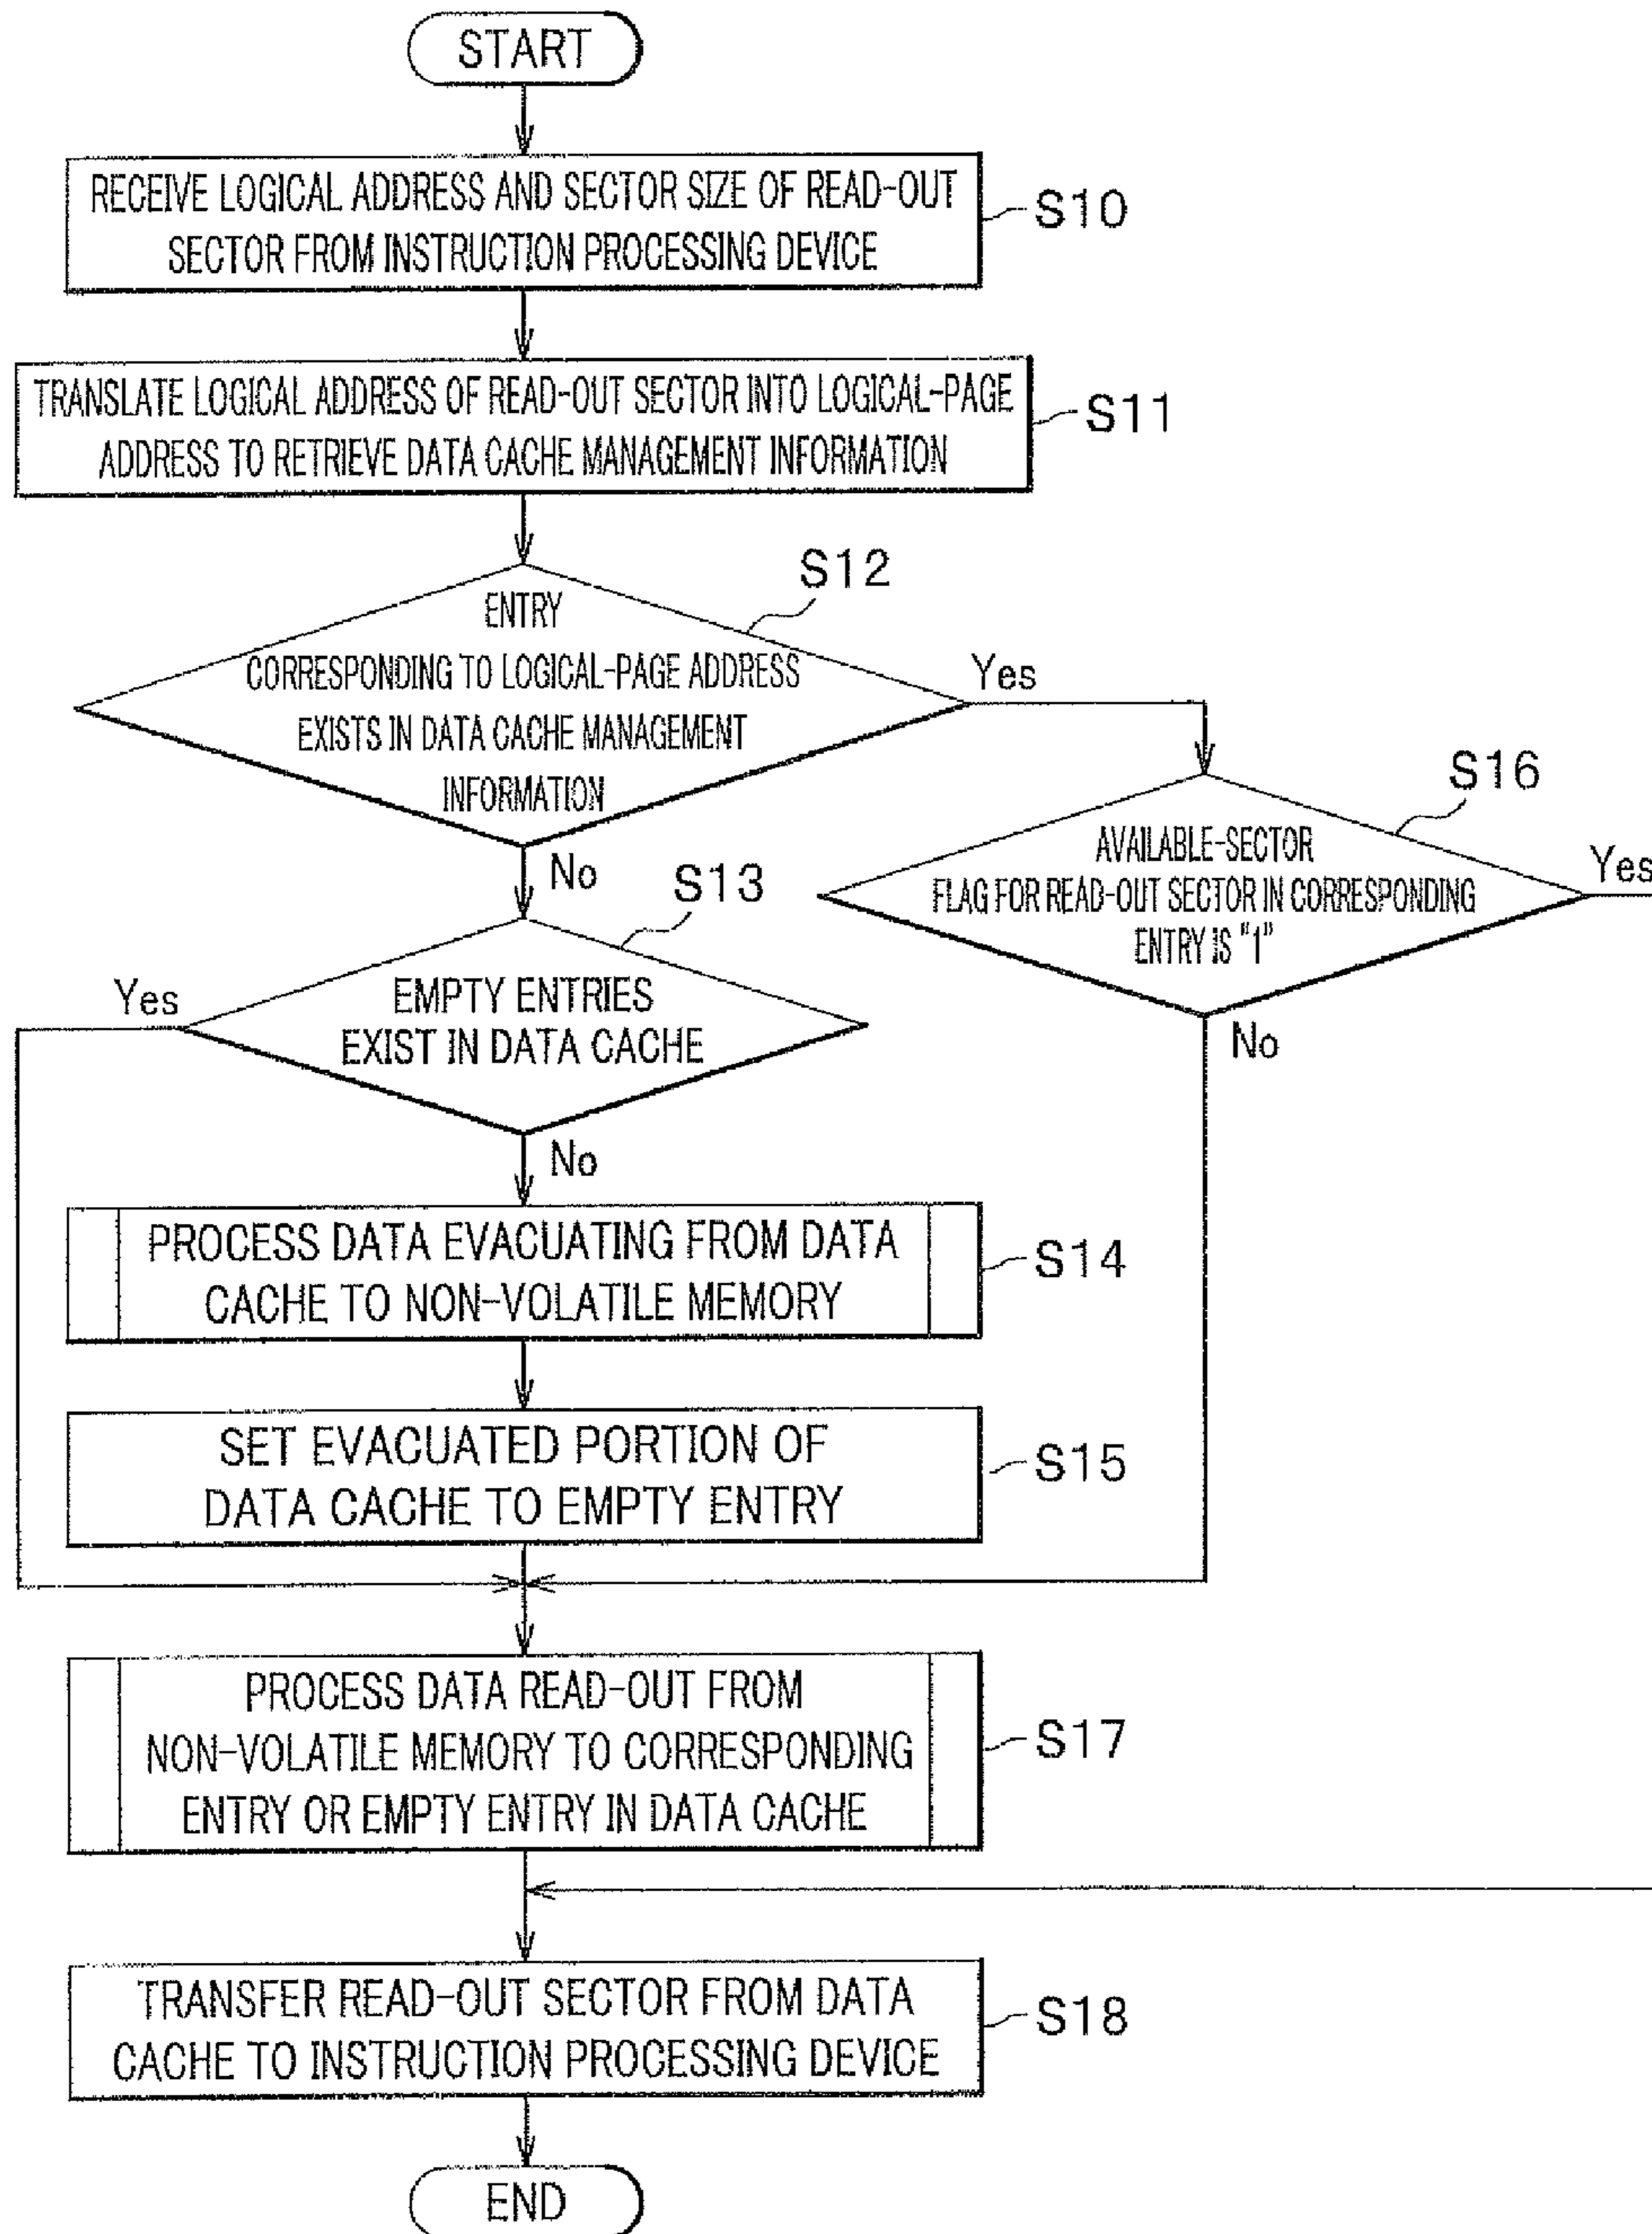 START
RECEIVE LOGICAL ADDRESS AND SECTOR SIZE OF READ-OUT
SECTOR FROM INSTRUCTION PROCESSING DEVICE
S10
TRANSLATE LOGICAL ADDRESS OF READ-OUT SECTOR INTO LOGICAL-PAGE
ADDRESS TO RETRIEVE DATA CACHE MANAGEMENT INFORMATION
S11
S12
ENTRY
CORRESPONDING TO LOGICAL-PAGE ADDRESS
EXISTS IN DATA CACHE MANAGEMENT
INFORMATION
Yes
No
S16
AVAILABLE-SECTOR
FLAG FOR READ-OUT SECTOR IN CORRESPONDING
ENTRY IS "1"
Yes
No
S13
EMPTY ENTRIES
EXIST IN DATA CACHE
Yes
No
PROCESS DATA EVACUATING FROM DATA
CACHE TO NON-VOLATILE MEMORY
S14
SET EVACUATED PORTION OF
DATA CACHE TO EMPTY ENTRY
S15
PROCESS DATA READ-OUT FROM
NON-VOLATILE MEMORY TO CORRESPONDING
ENTRY OR EMPTY ENTRY IN DATA CACHE
S17
TRANSFER READ-OUT SECTOR FROM DATA
CACHE TO INSTRUCTION PROCESSING DEVICE
S18
END